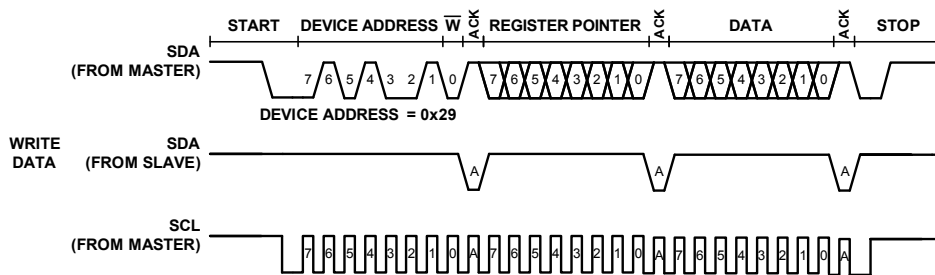 START DEVICE ADDRESS W ACK REGISTER POINTER ACK DATA ACK STOP
SDA
(FROM MASTER)
7 6 5 4 3 2 1 0 7 6 5 4 3 2 1 0 7 6 5 4 3 2 1 0
DEVICE ADDRESS = 0x29
WRITE
DATA
SDA
(FROM SLAVE)
A A A
SCL
(FROM MASTER)
7 6 5 4 3 2 1 0 A 7 6 5 4 3 2 1 0 A 7 6 5 4 3 2 1 0 A